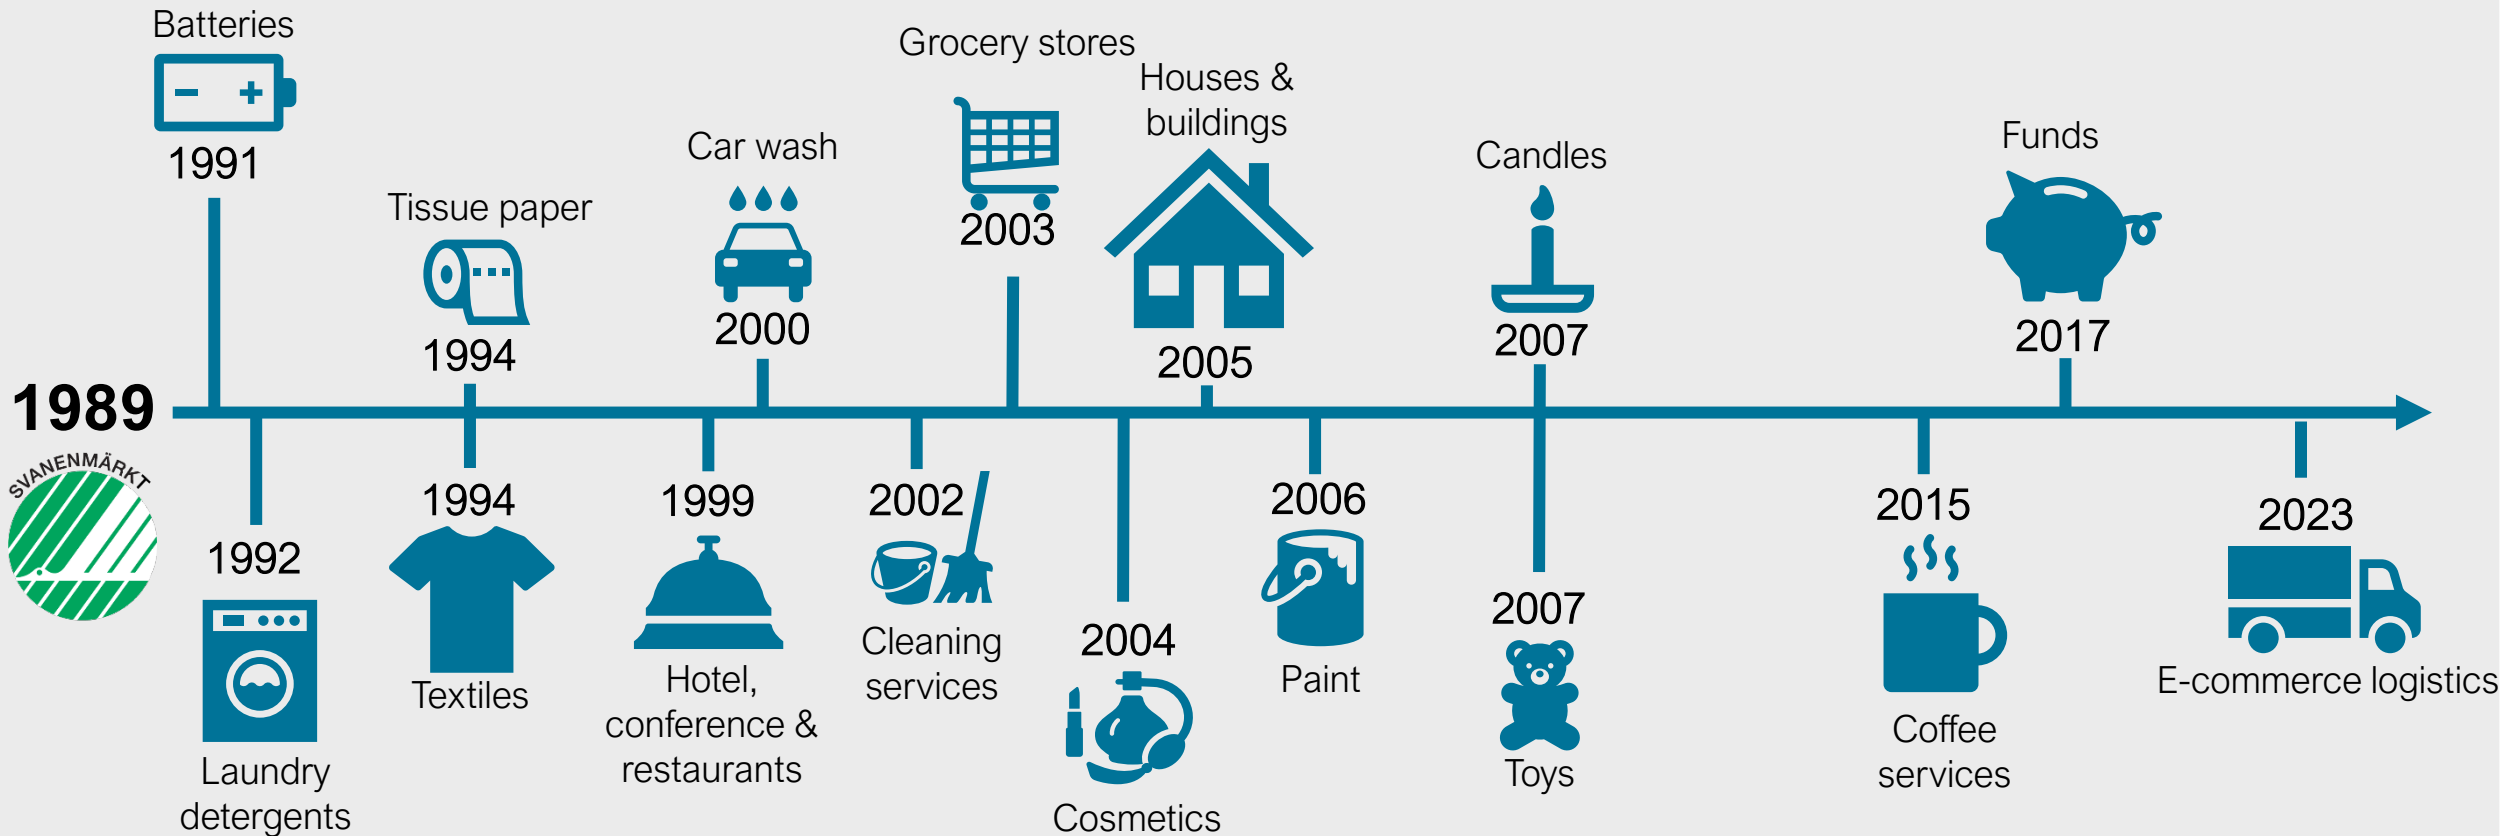 1989
SVANENMÄRKT
Batteries
1991
1992
Laundry
detergents
Tissue paper
1994
1994
Textiles
1999
Hotel,
conference &
restaurants
Car wash
2000
2002
Cleaning
services
Grocery stores
2003
2004
Cosmetics
Houses &
buildings
2005
2006
Paint
Candles
2007
2007
Toys
2015
Coffee
services
Funds
2017
2023
E-commerce logistics